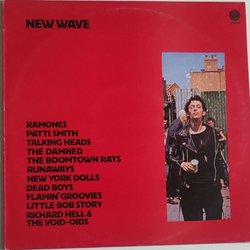 NEW WAVE
RAMONES
PATTI SMITH
TALKING HEADS
THE DAMNED
THE BOOMTOWN RATS
RUNAWAYS
NEW YORK DOLLS
DEAD BOYS
FLAMIN' GROOVIES
LITTLE BOB STORY
RICHARD HELL &
THE VOID-OIDS